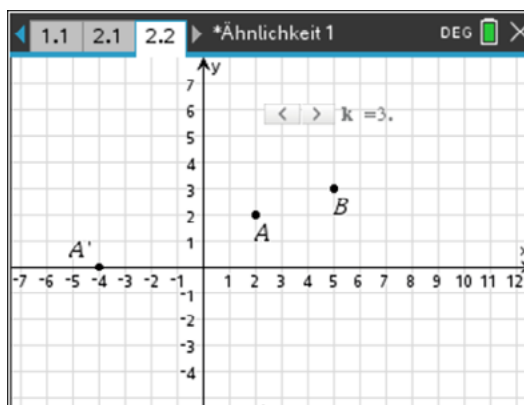 1.1 2.1 2.2 *Ähnlichkeit 1 DEG
y
7
6
< > k =3.
5
4
3
B
2
A
1
A'
x
-7 -6 -5 -4 -3 -2 -1 1 2 3 4 5 6 7 8 9 10 11 12
-1
-2
-3
-4